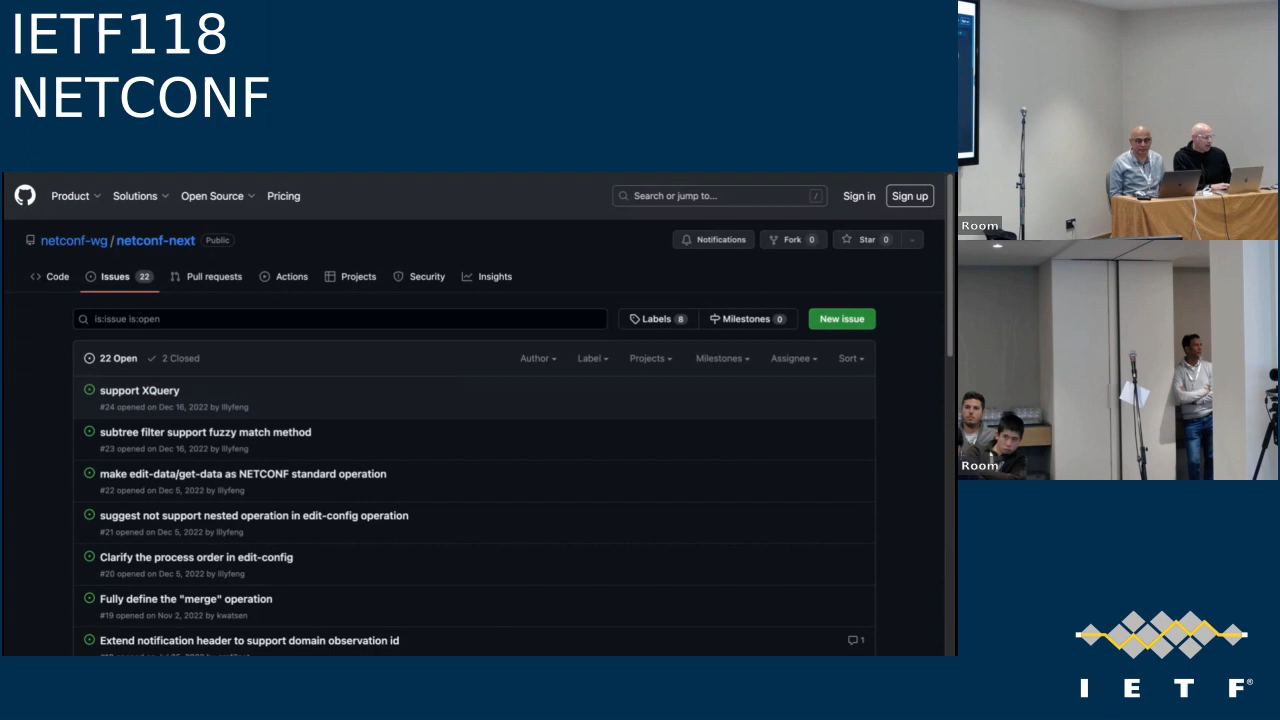 IETF118
NETCONF
Product Solutions Open Source Pricing Search or jump to... / Sign in Sign up
netconf-wg / netconf-next Public Notifications Fork 0 Star 0
Code Issues 22 Pull requests Actions Projects Security Insights
is:issue is:open Labels 8 Milestones 0 New issue
22 Open 2 Closed Author Label Projects Milestones Assignee Sort
support XQuery
#24 opened on Dec 16, 2022 by lllyfeng
subtree filter support fuzzy match method
#23 opened on Dec 16, 2022 by lllyfeng
make edit-data/get-data as NETCONF standard operation
#22 opened on Dec 5, 2022 by lllyfeng
suggest not support nested operation in edit-config operation
#21 opened on Dec 5, 2022 by lllyfeng
Clarify the process order in edit-config
#20 opened on Dec 5, 2022 by lllyfeng
Fully define the "merge" operation
#19 opened on Nov 2, 2022 by kwatsen
Extend notification header to support domain observation id 1
Room
Room
I E T F®